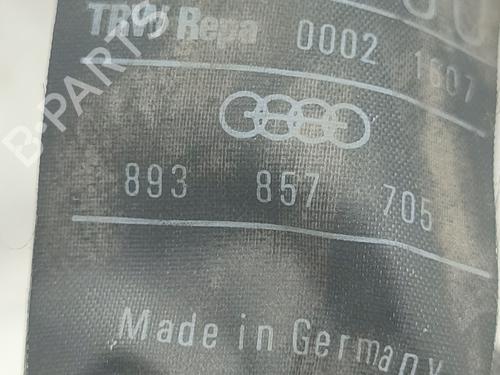 TRW Repa 0002 1607
893 857 705
Made in Germany
B-PARTS